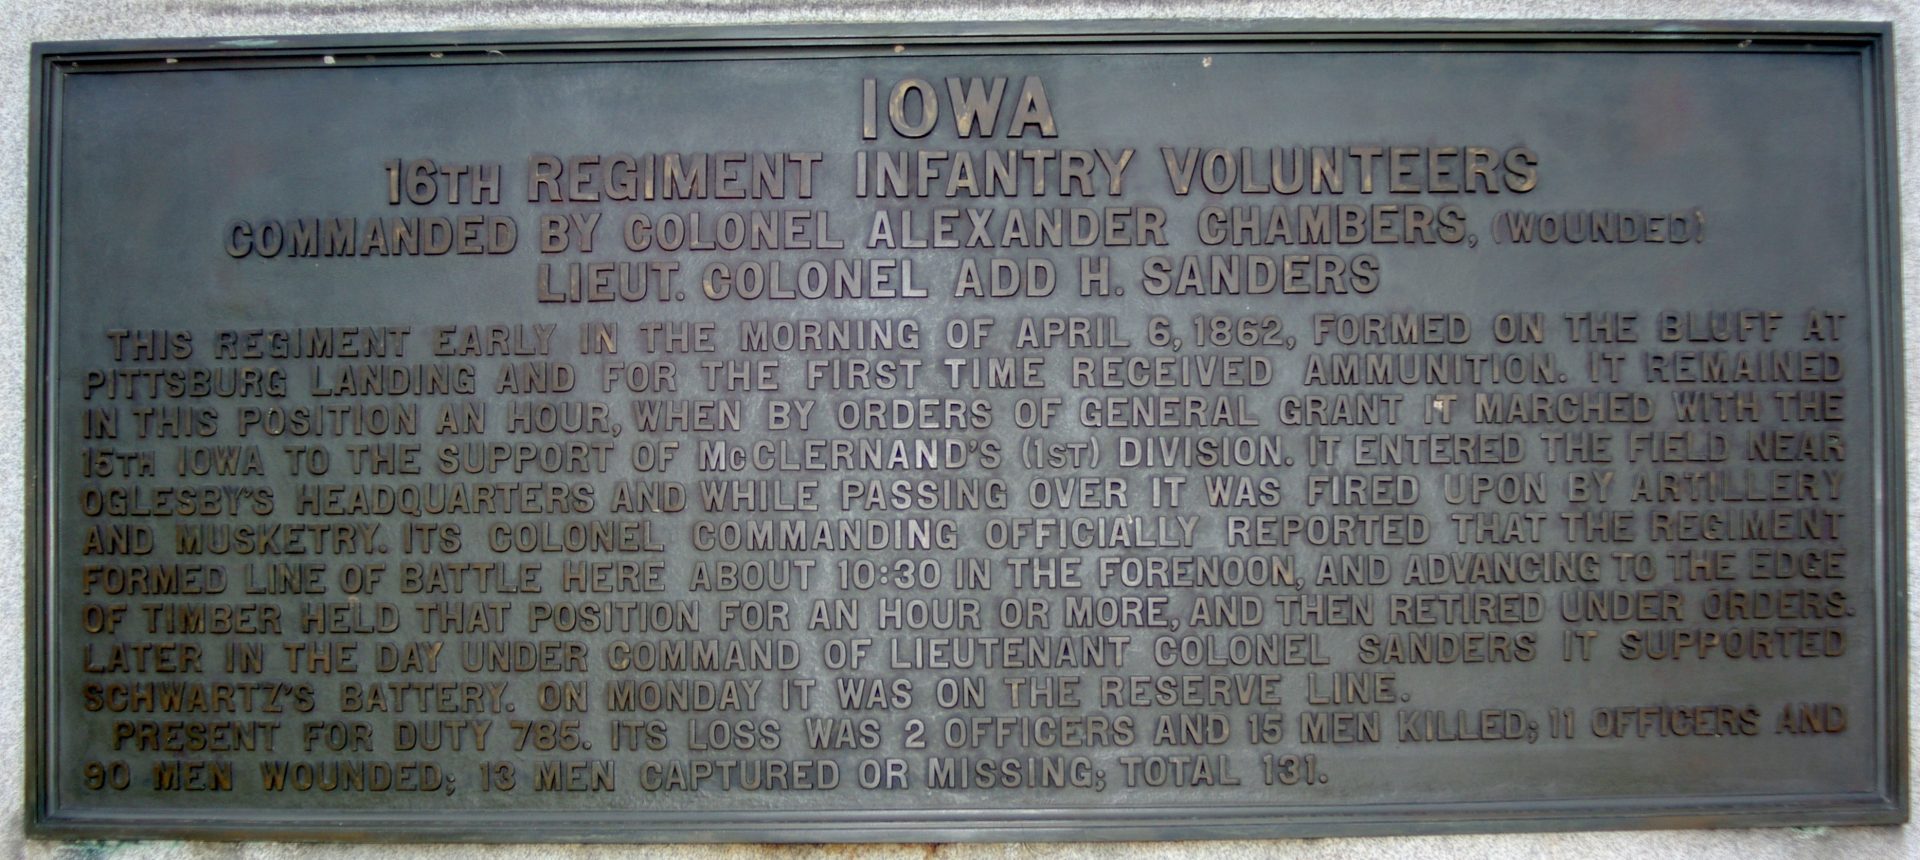 IOWA
16TH REGIMENT INFANTRY VOLUNTEERS
COMMANDED BY COLONEL ALEXANDER CHAMBERS, (WOUNDED)
LIEUT. COLONEL ADD H. SANDERS
THIS REGIMENT EARLY IN THE MORNING OF APRIL 6, 1862, FORMED ON THE BLUFF AT
PITTSBURG LANDING AND FOR THE FIRST TIME RECEIVED AMMUNITION. IT REMAINED
IN THIS POSITION AN HOUR, WHEN BY ORDERS OF GENERAL GRANT IT MARCHED WITH THE
15TH IOWA TO THE SUPPORT OF McCLERNAND'S (1ST) DIVISION. IT ENTERED THE FIELD NEAR
OGLESBY'S HEADQUARTERS AND WHILE PASSING OVER IT WAS FIRED UPON BY ARTILLERY
AND MUSKETRY. ITS COLONEL COMMANDING OFFICIALLY REPORTED THAT THE REGIMENT
FORMED LINE OF BATTLE HERE ABOUT 10:30 IN THE FORENOON, AND ADVANCING TO THE EDGE
OF TIMBER HELD THAT POSITION FOR AN HOUR OR MORE, AND THEN RETIRED UNDER ORDERS.
LATER IN THE DAY UNDER COMMAND OF LIEUTENANT COLONEL SANDERS IT SUPPORTED
SCHWARTZ'S BATTERY. ON MONDAY IT WAS ON THE RESERVE LINE.
PRESENT FOR DUTY 785. ITS LOSS WAS 2 OFFICERS AND 15 MEN KILLED; 11 OFFICERS AND
90 MEN WOUNDED; 13 MEN CAPTURED OR MISSING; TOTAL 131.